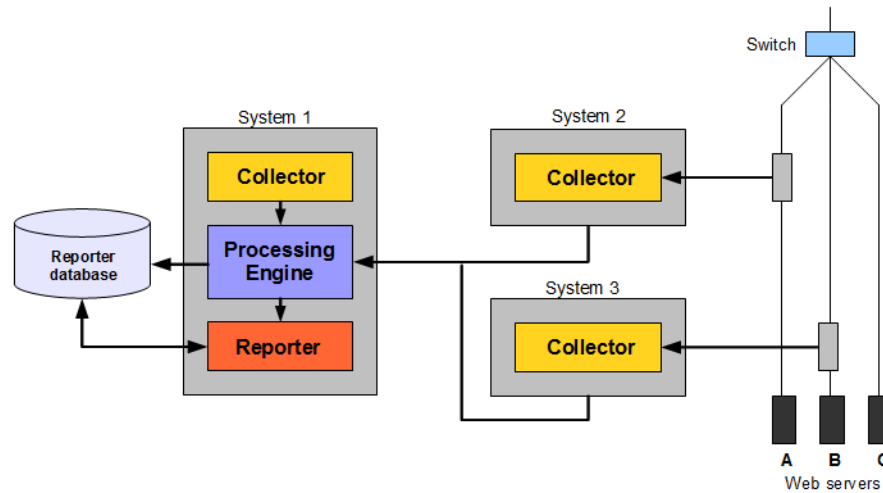 Switch
System 1
System 2
Collector
Collector
Processing
Engine
Reporter
database
System 3
Reporter
Collector
A B C
Web servers